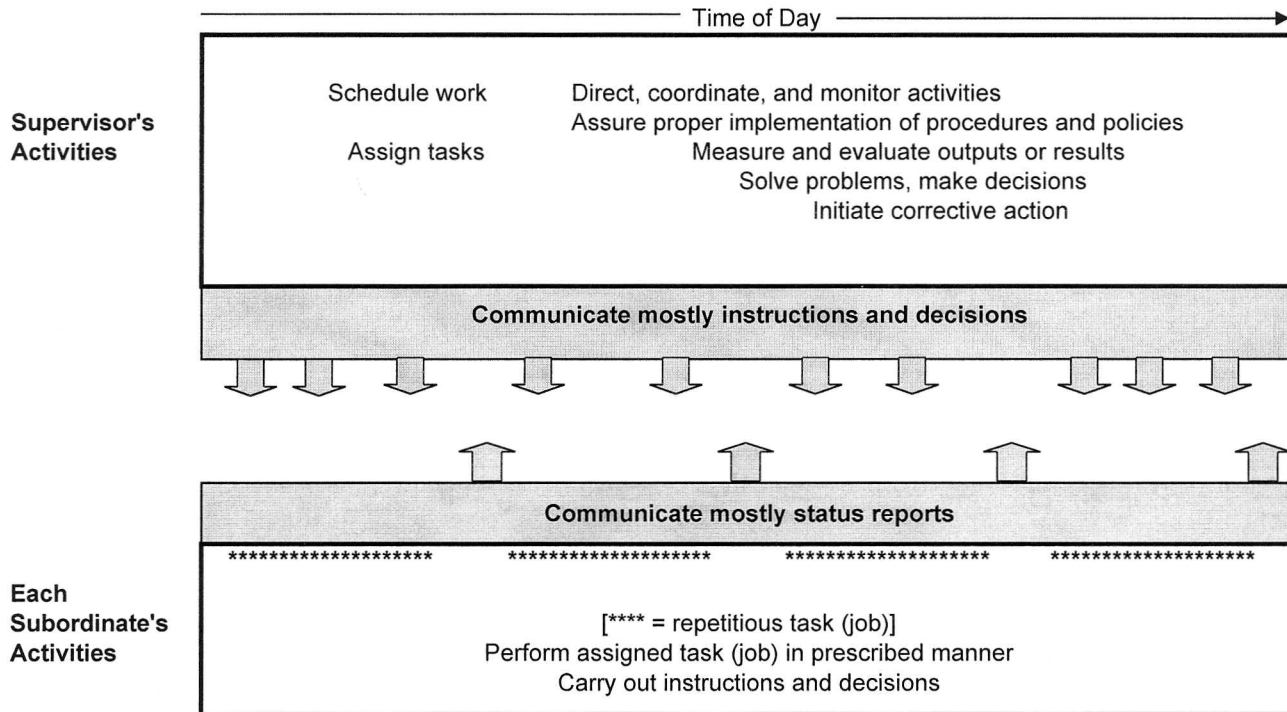 Time of Day
Supervisor's
Activities
Schedule work
Direct, coordinate, and monitor activities
Assure proper implementation of procedures and policies
Assign tasks
Measure and evaluate outputs or results
Solve problems, make decisions
Initiate corrective action
Communicate mostly instructions and decisions
Communicate mostly status reports
******************** ******************** ******************** ********************
Each
Subordinate's
Activities
[**** = repetitious task (job)]
Perform assigned task (job) in prescribed manner
Carry out instructions and decisions